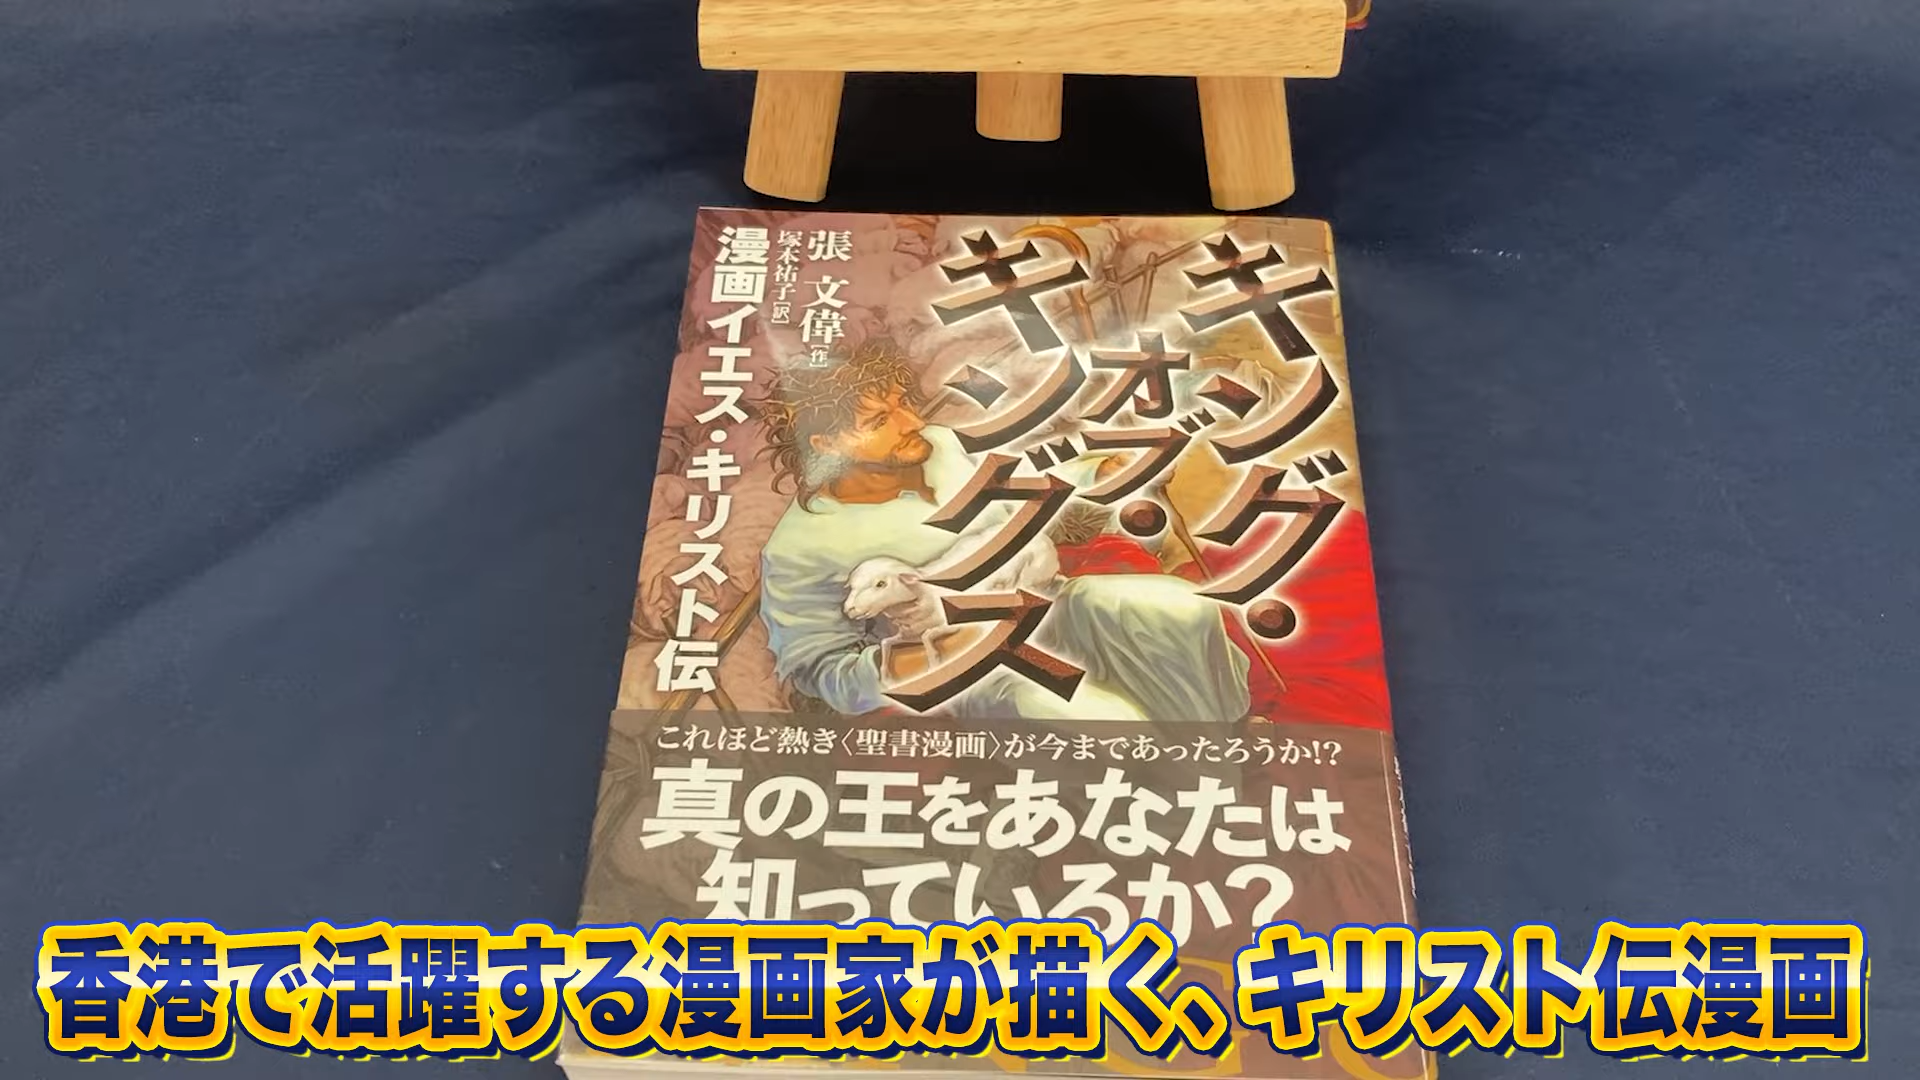 キング・
オブ・
キングス
張 文偉[作]
塚本祐子[訳]
漫画イエス・キリスト伝
これほど熱き〈聖書漫画〉が今まであったろうか!?
真の王をあなたは
知っているか?
香港で活躍する漫画家が描く、キリスト伝漫画